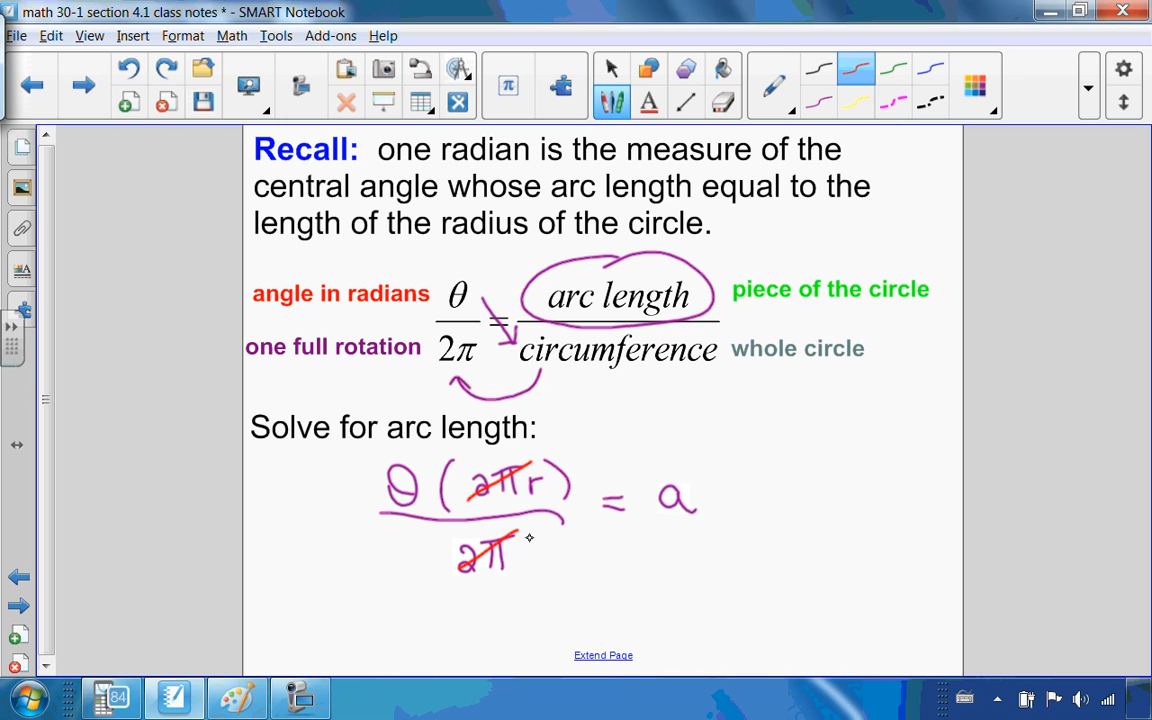 math 30-1 section 4.1 class notes * - SMART Notebook
File Edit View Insert Format Math Tools Add-ons Help
π
A
Recall: one radian is the measure of the
central angle whose arc length equal to the
length of the radius of the circle.
angle in radians θ = arc length piece of the circle
one full rotation 2π circumference whole circle
Solve for arc length:
θ (2πr) = a
2π
Extend Page
84